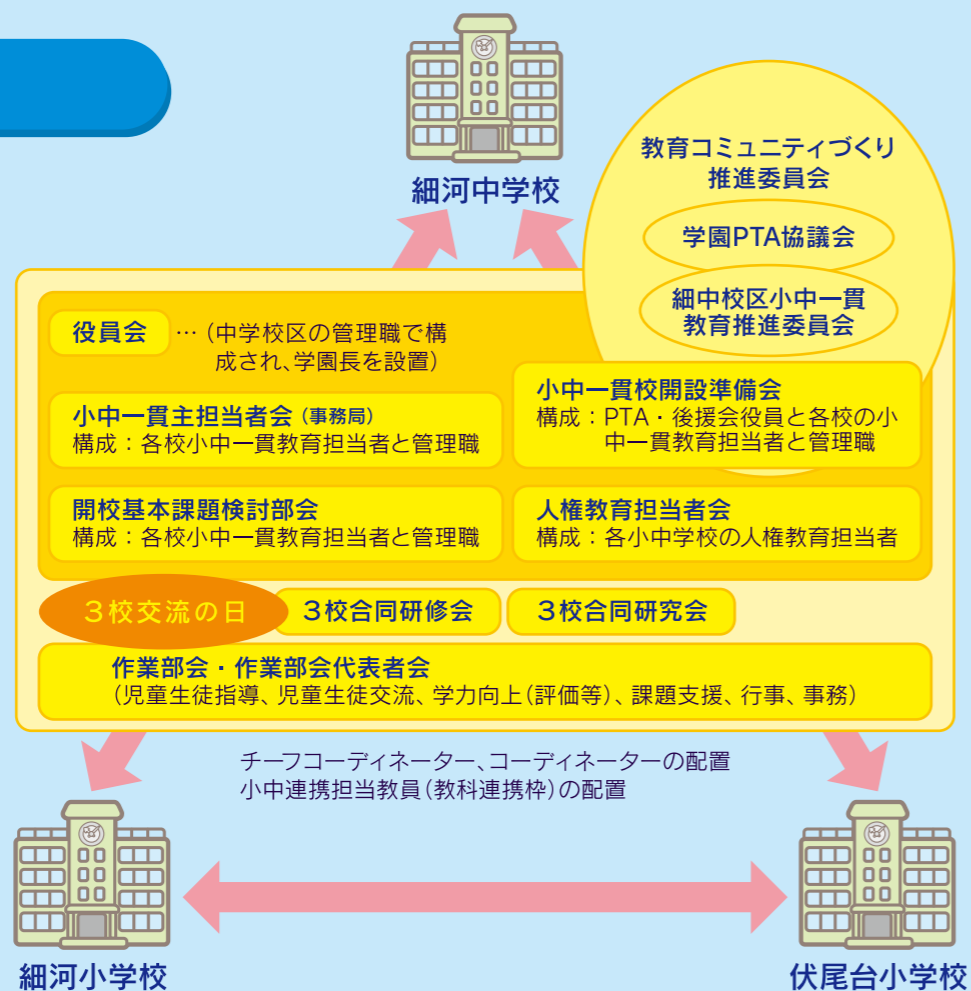 細河中学校
教育コミュニティづくり
推進委員会
学園PTA協議会
細中校区小中一貫
教育推進委員会
役員会 … (中学校区の管理職で構
成され、学園長を設置)
小中一貫主担当者会 (事務局)
構成：各校小中一貫教育担当者と管理職
小中一貫校開設準備会
構成：PTA・後援会役員と各校の小
中一貫教育担当者と管理職
開校基本課題検討部会
構成：各校小中一貫教育担当者と管理職
人権教育担当者会
構成：各小中学校の人権教育担当者
３校交流の日
３校合同研修会
３校合同研究会
作業部会・作業部会代表者会
(児童生徒指導、児童生徒交流、学力向上(評価等)、課題支援、行事、事務)
チーフコーディネーター、コーディネーターの配置
小中連携担当教員(教科連携枠)の配置
細河小学校
伏尾台小学校